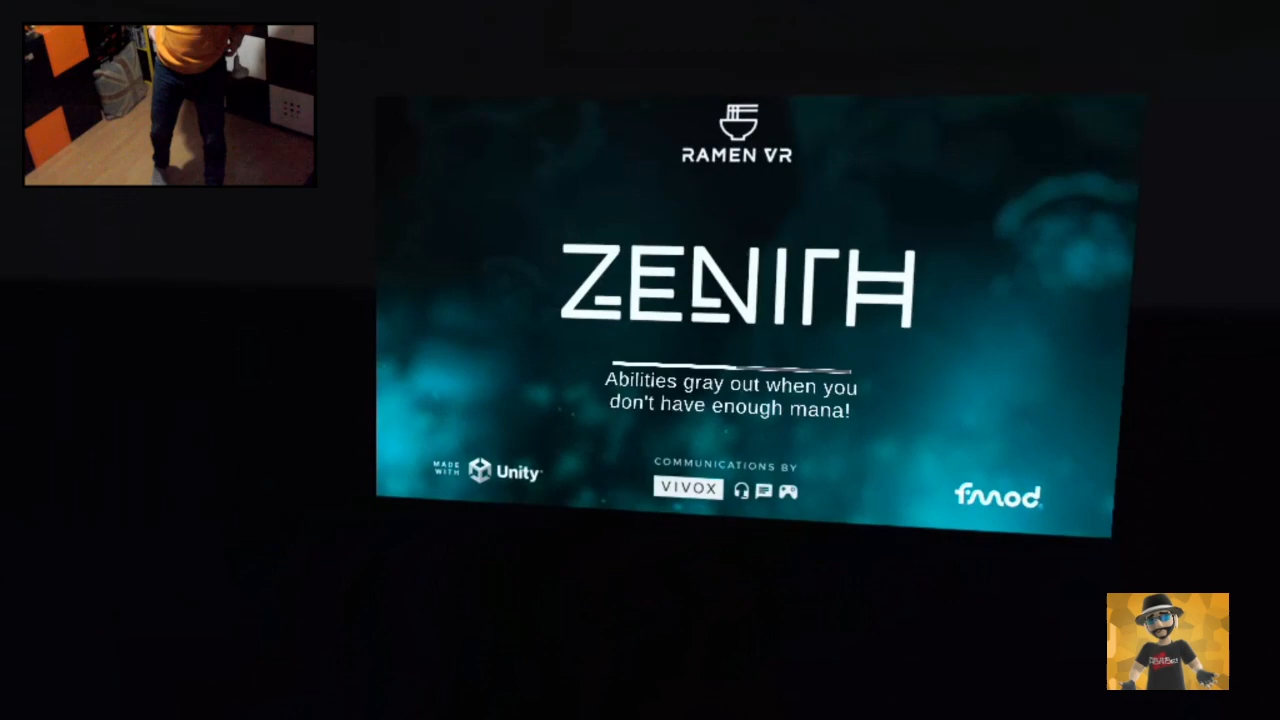 RAMEN VR
ZENITH
Abilities gray out when you
don't have enough mana!
MADE
WITH
Unity
COMMUNICATIONS BY
VIVOX
fmod